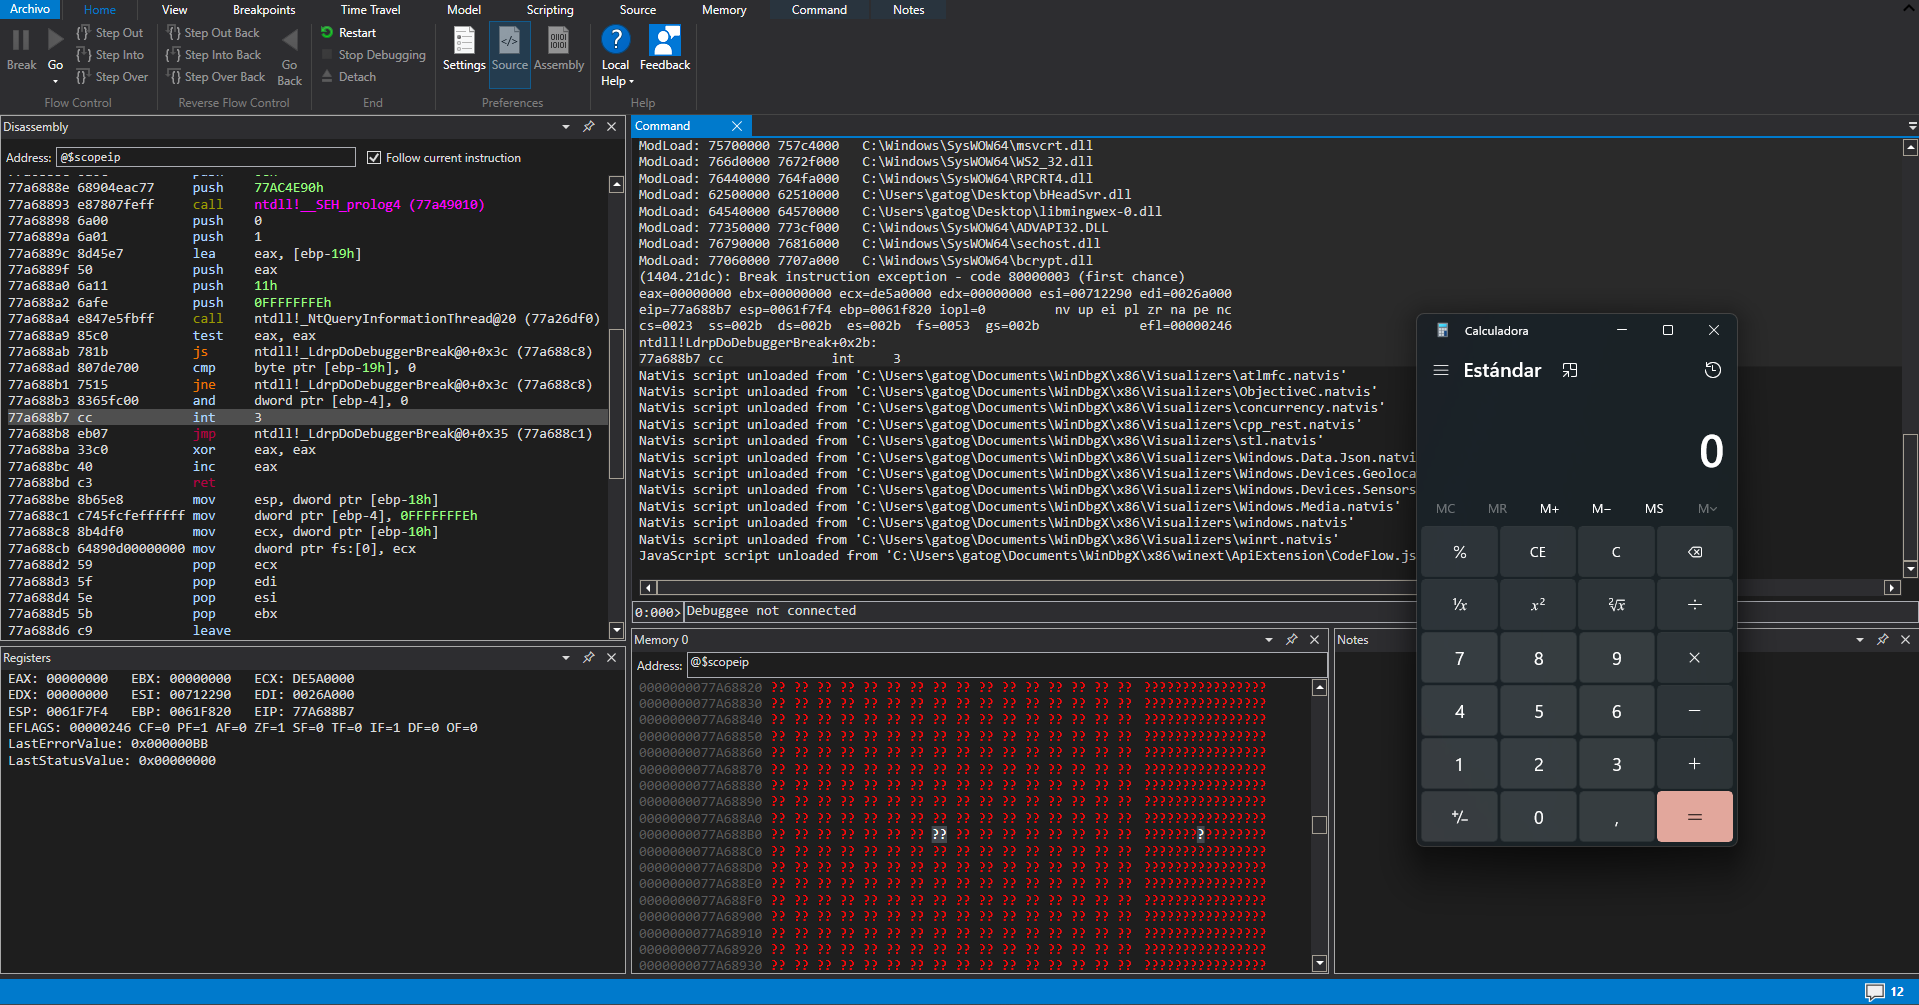 Archivo Home View Breakpoints Time Travel Model Scripting Source Memory Command Notes
Break
Go
Step Out
Step Into
Step Over
Flow Control
Step Out Back
Step Into Back
Step Over Back
Go Back
Reverse Flow Control
Restart
Stop Debugging
Detach
End
Settings
Source
Assembly
Preferences
Local Help
Feedback
Help
Disassembly
Address: @$scopeip Follow current instruction
77a6888e 68904eac77 push 77AC4E90h
77a68893 e87807feff call ntdll!__SEH_prolog4 (77a49010)
77a68898 6a00 push 0
77a6889a 6a01 push 1
77a6889c 8d45e7 lea eax, [ebp-19h]
77a6889f 50 push eax
77a688a0 6a11 push 11h
77a688a2 6afe push 0FFFFFFFEh
77a688a4 e847e5fbff call ntdll!_NtQueryInformationThread@20 (77a26df0)
77a688a9 85c0 test eax, eax
77a688ab 781b js ntdll!_LdrpDoDebuggerBreak@0+0x3c (77a688c8)
77a688ad 807de700 cmp byte ptr [ebp-19h], 0
77a688b1 7515 jne ntdll!_LdrpDoDebuggerBreak@0+0x3c (77a688c8)
77a688b3 8365fc00 and dword ptr [ebp-4], 0
77a688b7 cc int 3
77a688b8 eb07 jmp ntdll!_LdrpDoDebuggerBreak@0+0x35 (77a688c1)
77a688ba 33c0 xor eax, eax
77a688bc 40 inc eax
77a688bd c3 ret
77a688be 8b65e8 mov esp, dword ptr [ebp-18h]
77a688c1 c745fcfeffffff mov dword ptr [ebp-4], 0FFFFFFFEh
77a688c8 8b4df0 mov ecx, dword ptr [ebp-10h]
77a688cb 64890d00000000 mov dword ptr fs:[0], ecx
77a688d2 59 pop ecx
77a688d3 5f pop edi
77a688d4 5e pop esi
77a688d5 5b pop ebx
77a688d6 c9 leave
Registers
EAX: 00000000 EBX: 00000000 ECX: DE5A0000
EDX: 00000000 ESI: 00712290 EDI: 0026A000
ESP: 0061F7F4 EBP: 0061F820 EIP: 77A688B7
EFLAGS: 00000246 CF=0 PF=1 AF=0 ZF=1 SF=0 TF=0 IF=1 DF=0 OF=0
LastErrorValue: 0x000000BB
LastStatusValue: 0x00000000
Command
ModLoad: 75700000 757c4000 C:\Windows\SysWOW64\msvcrt.dll
ModLoad: 766d0000 7672f000 C:\Windows\SysWOW64\WS2_32.dll
ModLoad: 76440000 764fa000 C:\Windows\SysWOW64\RPCRT4.dll
ModLoad: 62500000 62510000 C:\Users\gatog\Desktop\bHeadSvr.dll
ModLoad: 64540000 64570000 C:\Users\gatog\Desktop\libmingwex-0.dll
ModLoad: 77350000 773cf000 C:\Windows\SysWOW64\ADVAPI32.DLL
ModLoad: 76790000 76816000 C:\Windows\SysWOW64\sechost.dll
ModLoad: 77060000 7707a000 C:\Windows\SysWOW64\bcrypt.dll
(1404.21dc): Break instruction exception - code 80000003 (first chance)
eax=00000000 ebx=00000000 ecx=de5a0000 edx=00000000 esi=00712290 edi=0026a000
eip=77a688b7 esp=0061f7f4 ebp=0061f820 iopl=0 nv up ei pl zr na pe nc
cs=0023 ss=002b ds=002b es=002b fs=0053 gs=002b efl=00000246
ntdll!LdrpDoDebuggerBreak+0x2b:
77a688b7 cc int 3
NatVis script unloaded from 'C:\Users\gatog\Documents\WinDbgX\x86\Visualizers\atlmfc.natvis'
NatVis script unloaded from 'C:\Users\gatog\Documents\WinDbgX\x86\Visualizers\ObjectiveC.natvis'
NatVis script unloaded from 'C:\Users\gatog\Documents\WinDbgX\x86\Visualizers\concurrency.natvis'
NatVis script unloaded from 'C:\Users\gatog\Documents\WinDbgX\x86\Visualizers\cpp_rest.natvis'
NatVis script unloaded from 'C:\Users\gatog\Documents\WinDbgX\x86\Visualizers\stl.natvis'
NatVis script unloaded from 'C:\Users\gatog\Documents\WinDbgX\x86\Visualizers\Windows.Data.Json.natvi
NatVis script unloaded from 'C:\Users\gatog\Documents\WinDbgX\x86\Visualizers\Windows.Devices.Geoloca
NatVis script unloaded from 'C:\Users\gatog\Documents\WinDbgX\x86\Visualizers\Windows.Devices.Sensors
NatVis script unloaded from 'C:\Users\gatog\Documents\WinDbgX\x86\Visualizers\Windows.Media.natvis'
NatVis script unloaded from 'C:\Users\gatog\Documents\WinDbgX\x86\Visualizers\windows.natvis'
NatVis script unloaded from 'C:\Users\gatog\Documents\WinDbgX\x86\Visualizers\winrt.natvis'
JavaScript script unloaded from 'C:\Users\gatog\Documents\WinDbgX\x86\winext\ApiExtension\CodeFlow.js
0:000> Debuggee not connected
Memory 0
Address: @$scopeip
0000000077A68820 ?? ?? ?? ?? ?? ?? ?? ?? ?? ?? ?? ?? ?? ?? ?? ?? ????????????????
0000000077A68830 ?? ?? ?? ?? ?? ?? ?? ?? ?? ?? ?? ?? ?? ?? ?? ?? ????????????????
0000000077A68840 ?? ?? ?? ?? ?? ?? ?? ?? ?? ?? ?? ?? ?? ?? ?? ?? ????????????????
0000000077A68850 ?? ?? ?? ?? ?? ?? ?? ?? ?? ?? ?? ?? ?? ?? ?? ?? ????????????????
0000000077A68860 ?? ?? ?? ?? ?? ?? ?? ?? ?? ?? ?? ?? ?? ?? ?? ?? ????????????????
0000000077A68870 ?? ?? ?? ?? ?? ?? ?? ?? ?? ?? ?? ?? ?? ?? ?? ?? ????????????????
0000000077A68880 ?? ?? ?? ?? ?? ?? ?? ?? ?? ?? ?? ?? ?? ?? ?? ?? ????????????????
0000000077A68890 ?? ?? ?? ?? ?? ?? ?? ?? ?? ?? ?? ?? ?? ?? ?? ?? ????????????????
0000000077A688A0 ?? ?? ?? ?? ?? ?? ?? ?? ?? ?? ?? ?? ?? ?? ?? ?? ????????????????
0000000077A688B0 ?? ?? ?? ?? ?? ?? ?? ?? ?? ?? ?? ?? ?? ?? ?? ?? ????????????????
0000000077A688C0 ?? ?? ?? ?? ?? ?? ?? ?? ?? ?? ?? ?? ?? ?? ?? ?? ????????????????
0000000077A688D0 ?? ?? ?? ?? ?? ?? ?? ?? ?? ?? ?? ?? ?? ?? ?? ?? ????????????????
0000000077A688E0 ?? ?? ?? ?? ?? ?? ?? ?? ?? ?? ?? ?? ?? ?? ?? ?? ????????????????
0000000077A688F0 ?? ?? ?? ?? ?? ?? ?? ?? ?? ?? ?? ?? ?? ?? ?? ?? ????????????????
0000000077A68900 ?? ?? ?? ?? ?? ?? ?? ?? ?? ?? ?? ?? ?? ?? ?? ?? ????????????????
0000000077A68910 ?? ?? ?? ?? ?? ?? ?? ?? ?? ?? ?? ?? ?? ?? ?? ?? ????????????????
0000000077A68920 ?? ?? ?? ?? ?? ?? ?? ?? ?? ?? ?? ?? ?? ?? ?? ?? ????????????????
0000000077A68930 ?? ?? ?? ?? ?? ?? ?? ?? ?? ?? ?? ?? ?? ?? ?? ?? ????????????????
Notes
Calculadora
Estándar
0
MC MR M+ M− MS M
% CE C
¹/x x² ²√x ÷
7 8 9 ×
4 5 6 −
1 2 3 +
+/− 0 , =
12